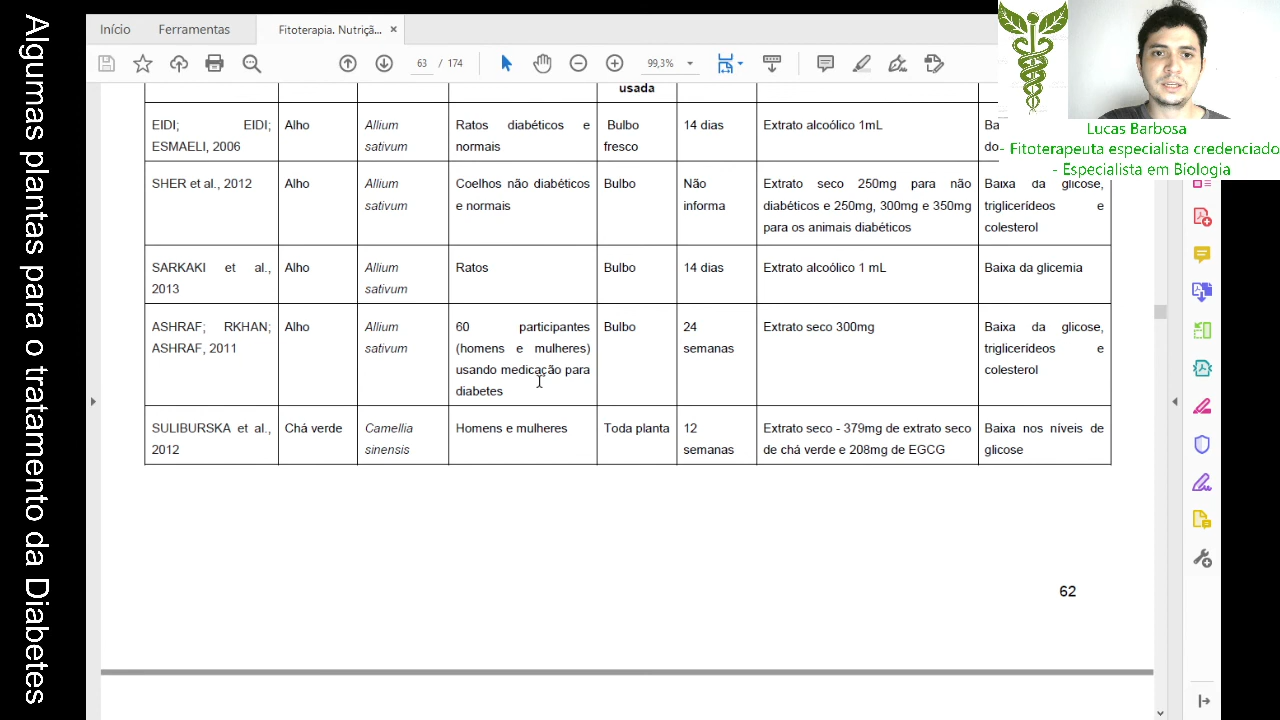 Algumas plantas para o tratamento da Diabetes
Início Ferramentas Fitoterapia. Nutriçã... ×
63 / 174 99,3%
Lucas Barbosa
- Fitoterapeuta especialista credenciado
- Especialista em Biologia
usada
EIDI; EIDI; ESMAELI, 2006
Alho
Allium
sativum
Ratos diabéticos e
normais
Bulbo
fresco
14 dias
Extrato alcoólico 1mL
SHER et al., 2012
Alho
Allium
sativum
Coelhos não diabéticos
e normais
Bulbo
Não
informa
Extrato seco 250mg para não
diabéticos e 250mg, 300mg e 350mg
para os animais diabéticos
Baixa da glicose,
triglicerídeos e
colesterol
SARKAKI et al.,
2013
Alho
Allium
sativum
Ratos
Bulbo
14 dias
Extrato alcoólico 1 mL
Baixa da glicemia
ASHRAF; RKHAN;
ASHRAF, 2011
Alho
Allium
sativum
60 participantes
(homens e mulheres)
usando medicação para
diabetes
Bulbo
24
semanas
Extrato seco 300mg
Baixa da glicose,
triglicerídeos e
colesterol
SULIBURSKA et al.,
2012
Chá verde
Camellia
sinensis
Homens e mulheres
Toda planta
12
semanas
Extrato seco - 379mg de extrato seco
de chá verde e 208mg de EGCG
Baixa nos níveis de
glicose
62